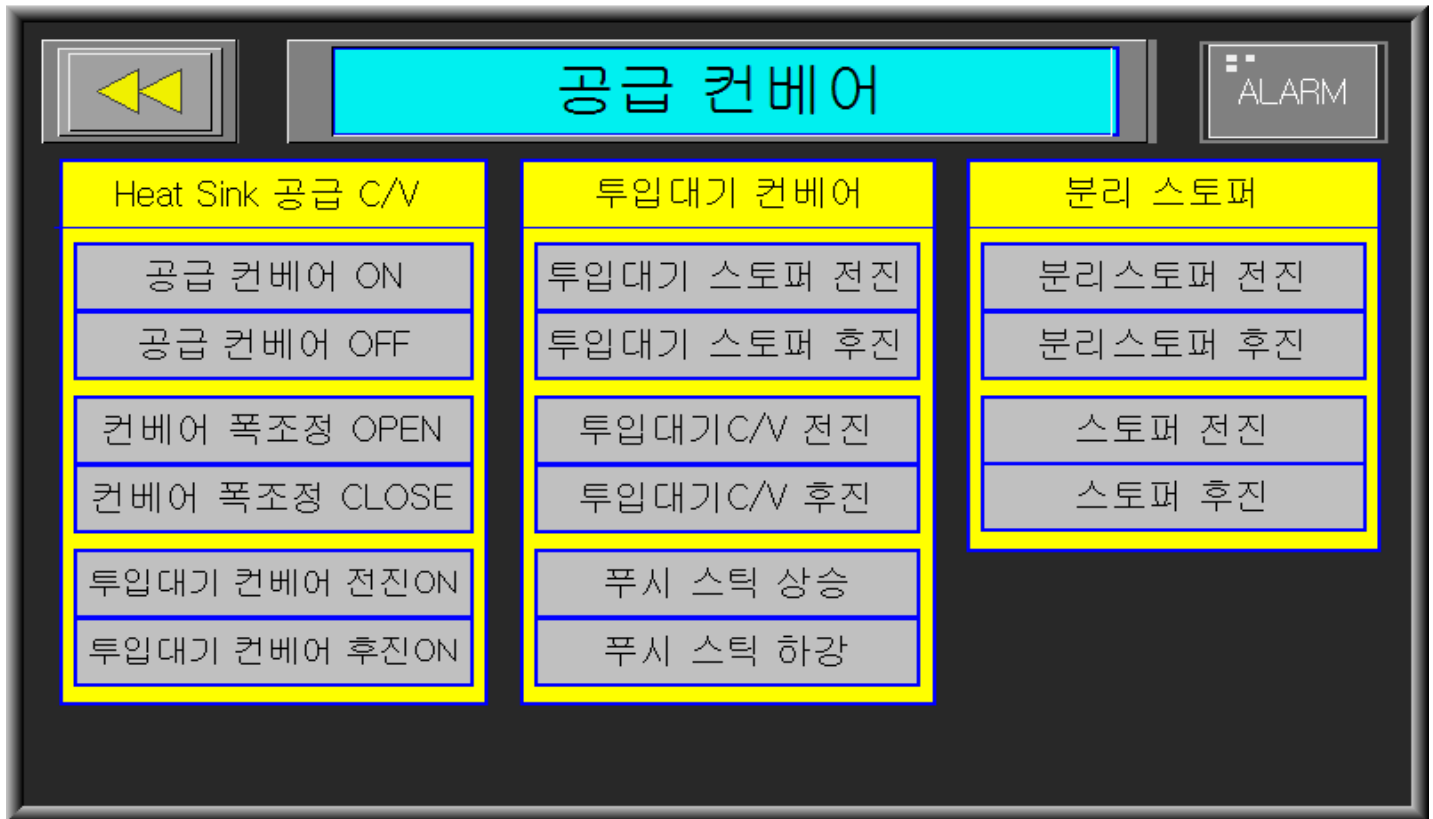 공급 컨베어
ALARM
Heat Sink 공급 C/V
공급 컨베어 ON
공급 컨베어 OFF
컨베어 폭조정 OPEN
컨베어 폭조정 CLOSE
투입대기 컨베어 전진ON
투입대기 컨베어 후진ON
투입대기 컨베어
투입대기 스토퍼 전진
투입대기 스토퍼 후진
투입대기C/V 전진
투입대기C/V 후진
푸시 스틱 상승
푸시 스틱 하강
분리 스토퍼
분리스토퍼 전진
분리스토퍼 후진
스토퍼 전진
스토퍼 후진